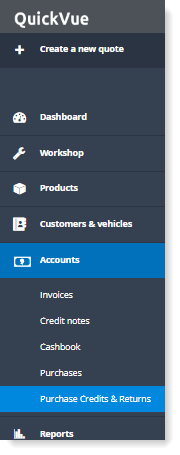 QuickVue
Create a new quote
Dashboard
Workshop
Products
Customers & vehicles
Accounts
Invoices
Credit notes
Cashbook
Purchases
Purchase Credits & Returns
Reports